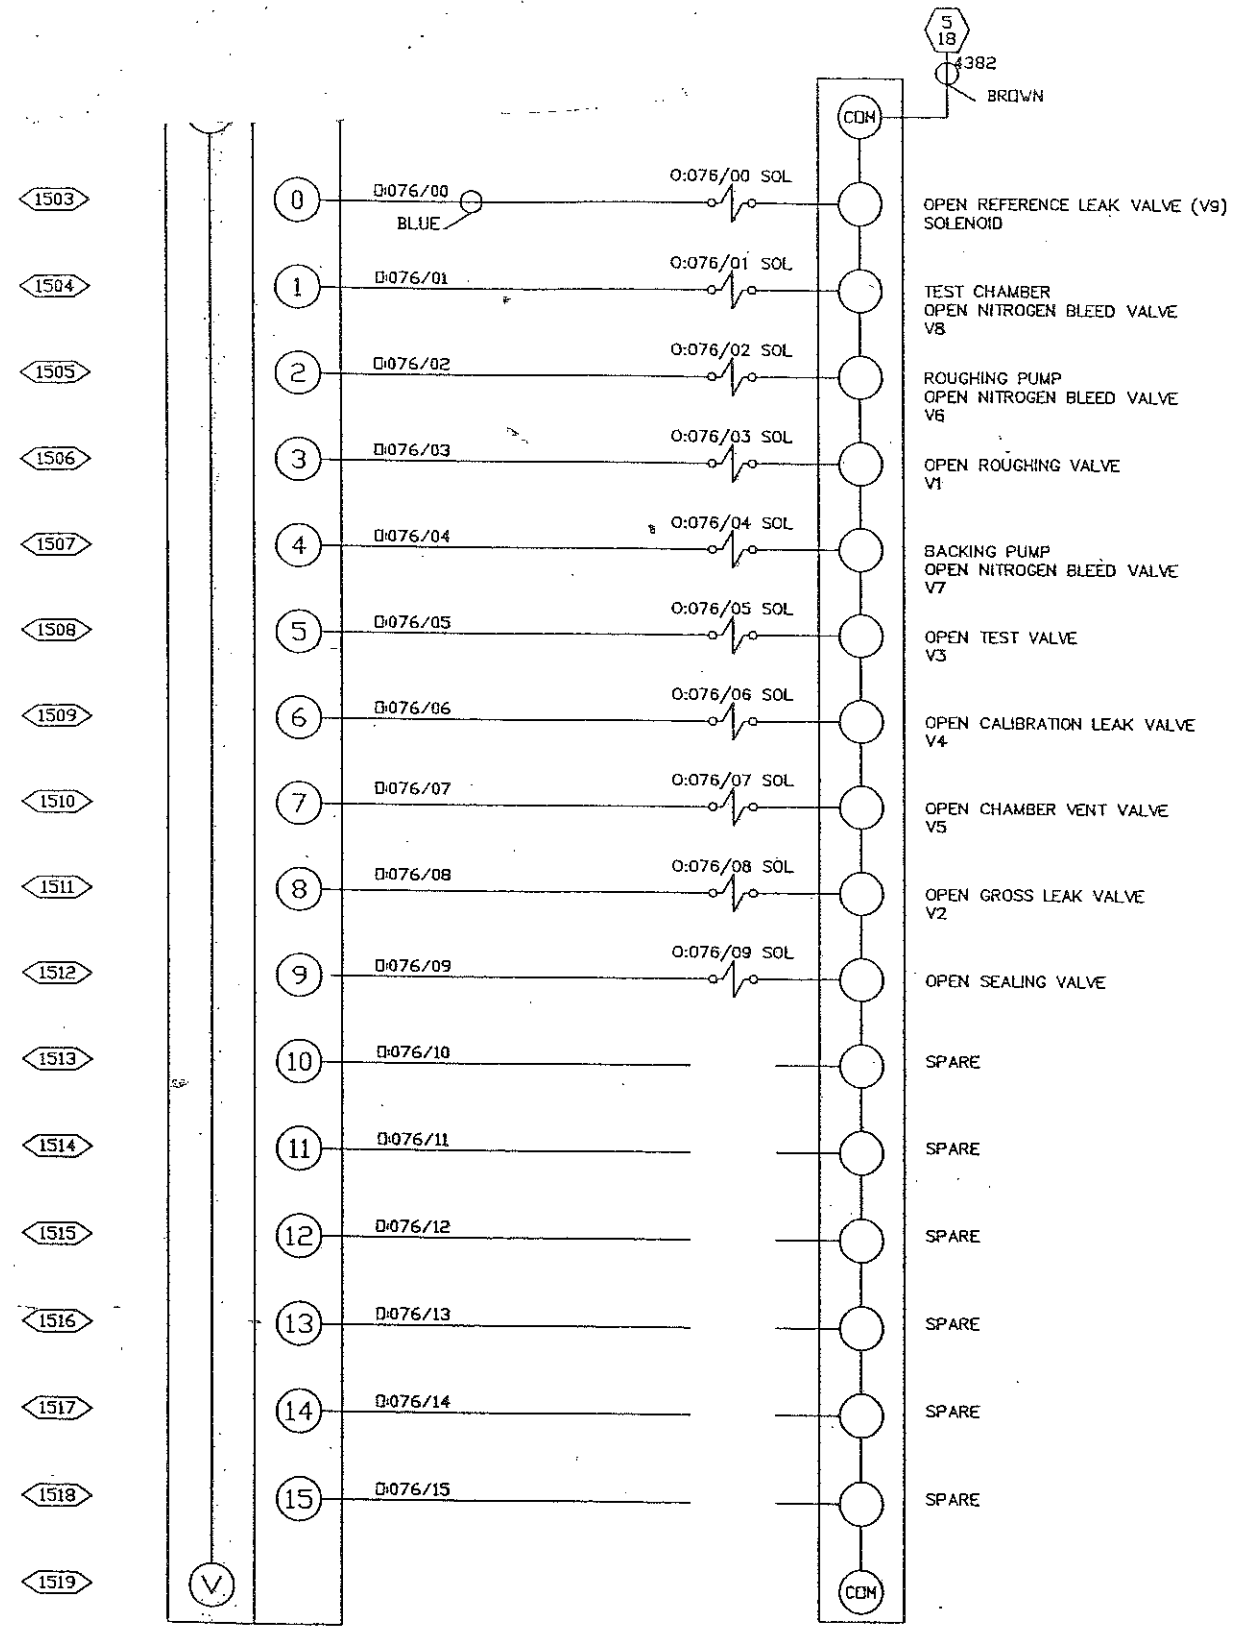 5
18
4382
BROWN
COM
1503
0
O:076/00
BLUE
O:076/00 SOL
OPEN REFERENCE LEAK VALVE (V9)
SOLENOID
1504
1
O:076/01
O:076/01 SOL
TEST CHAMBER
OPEN NITROGEN BLEED VALVE
V8
1505
2
O:076/02
O:076/02 SOL
ROUGHING PUMP
OPEN NITROGEN BLEED VALVE
V6
1506
3
O:076/03
O:076/03 SOL
OPEN ROUGHING VALVE
V1
1507
4
O:076/04
O:076/04 SOL
BACKING PUMP
OPEN NITROGEN BLEED VALVE
V7
1508
5
O:076/05
O:076/05 SOL
OPEN TEST VALVE
V3
1509
6
O:076/06
O:076/06 SOL
OPEN CALIBRATION LEAK VALVE
V4
1510
7
O:076/07
O:076/07 SOL
OPEN CHAMBER VENT VALVE
V5
1511
8
O:076/08
O:076/08 SOL
OPEN GROSS LEAK VALVE
V2
1512
9
O:076/09
O:076/09 SOL
OPEN SEALING VALVE
1513
10
O:076/10
SPARE
1514
11
O:076/11
SPARE
1515
12
O:076/12
SPARE
1516
13
O:076/13
SPARE
1517
14
O:076/14
SPARE
1518
15
O:076/15
SPARE
1519
V
COM